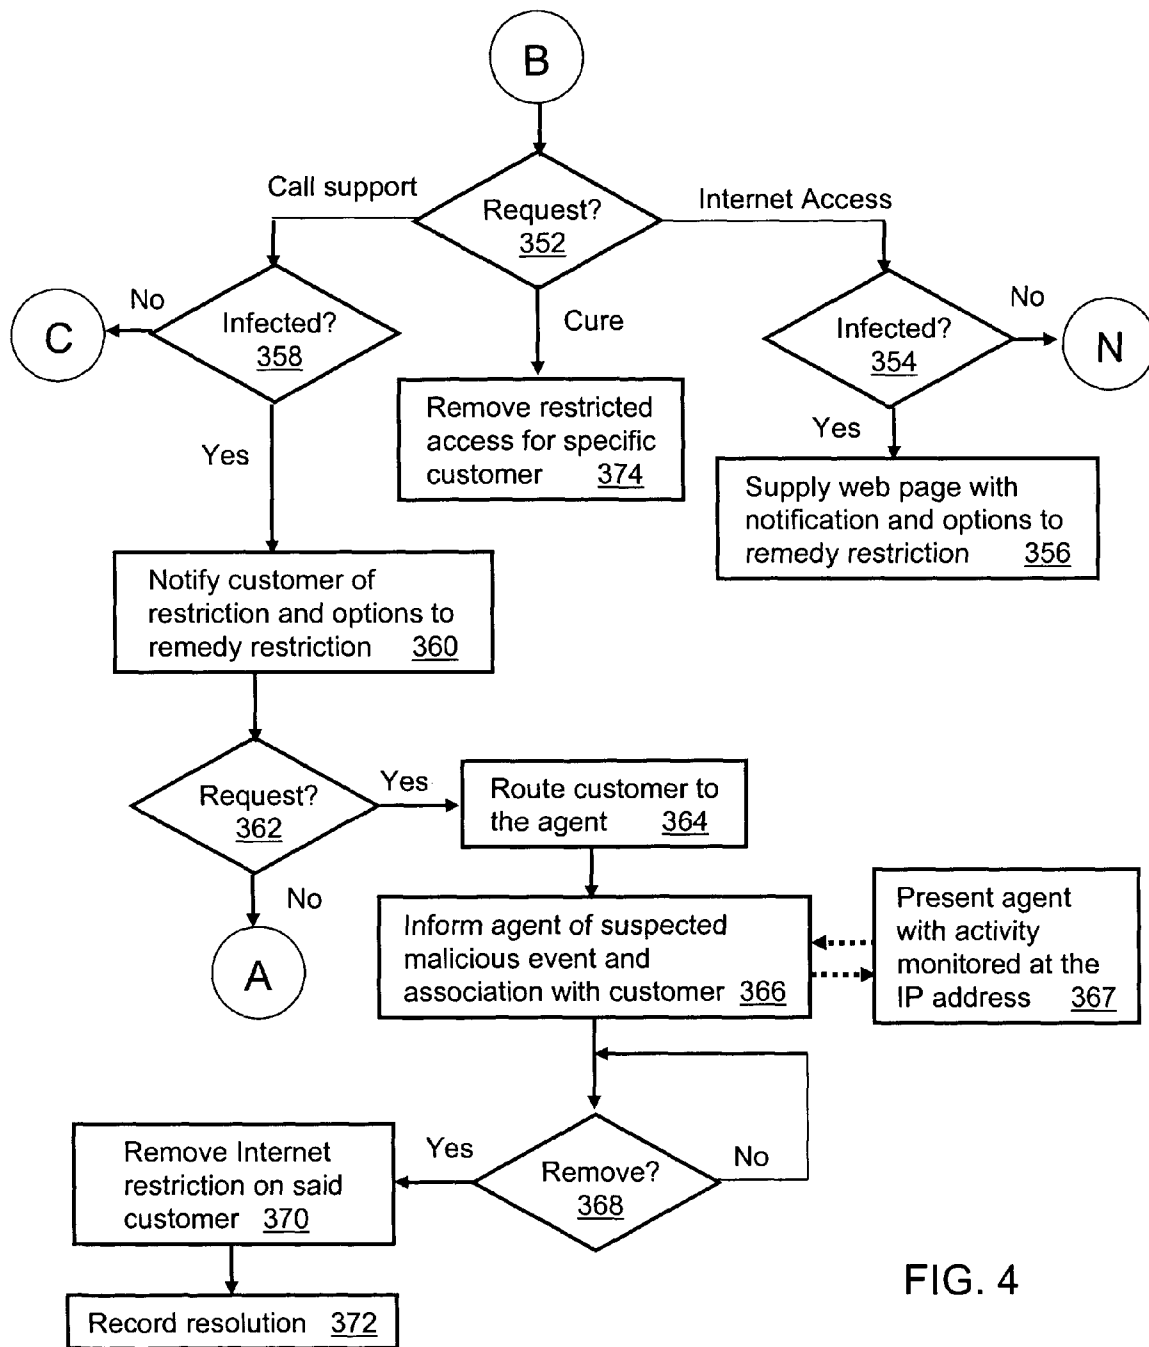 B
Call support
Request?
352
Internet Access
C
No
Infected?
358
Cure
Infected?
354
No
N
Yes
Remove restricted
access for specific
customer 374
Yes
Supply web page with
notification and options to
remedy restriction 356
Notify customer of
restriction and options to
remedy restriction 360
Request?
362
Yes
Route customer to
the agent 364
No
A
Inform agent of suspected
malicious event and
association with customer 366
Present agent
with activity
monitored at the
IP address 367
Remove Internet
restriction on said
customer 370
Yes
Remove?
368
No
Record resolution 372
FIG. 4